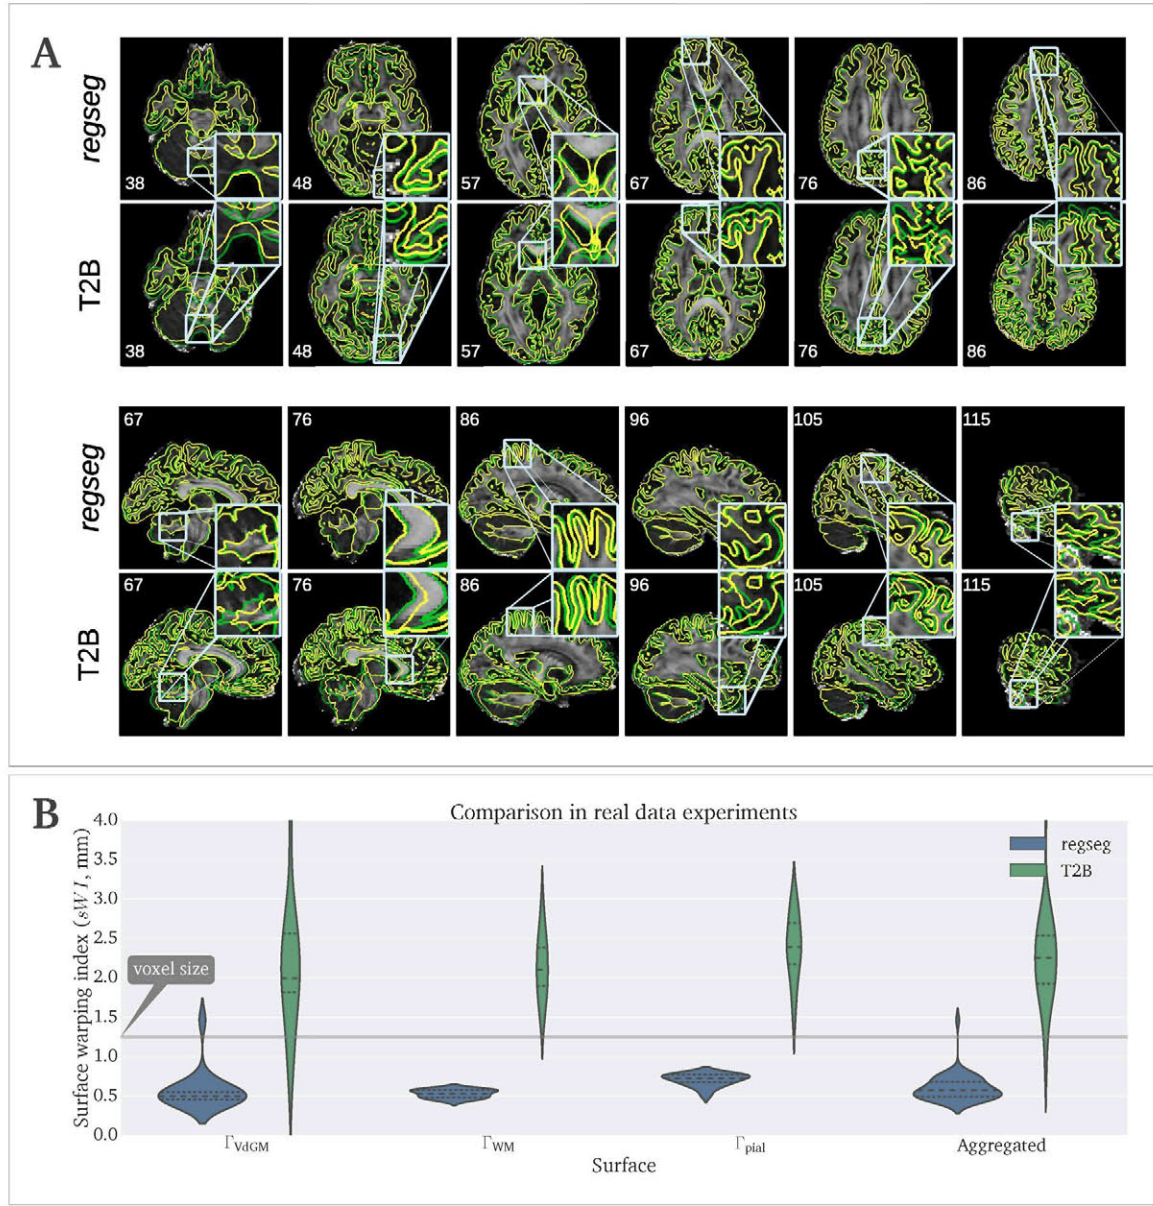 A
regseg
38 48 57 67 76 86
T2B
38 48 57 67 76 86
regseg
67 76 86 96 105 115
T2B
67 76 86 96 105 115
B
Comparison in real data experiments
Surface warping index (sWI, mm)
4.0
3.5
3.0
2.5
2.0
1.5
1.0
0.5
0.0
voxel size
regseg
T2B
Γ_VdGM Γ_WM Γ_pial Aggregated
Surface